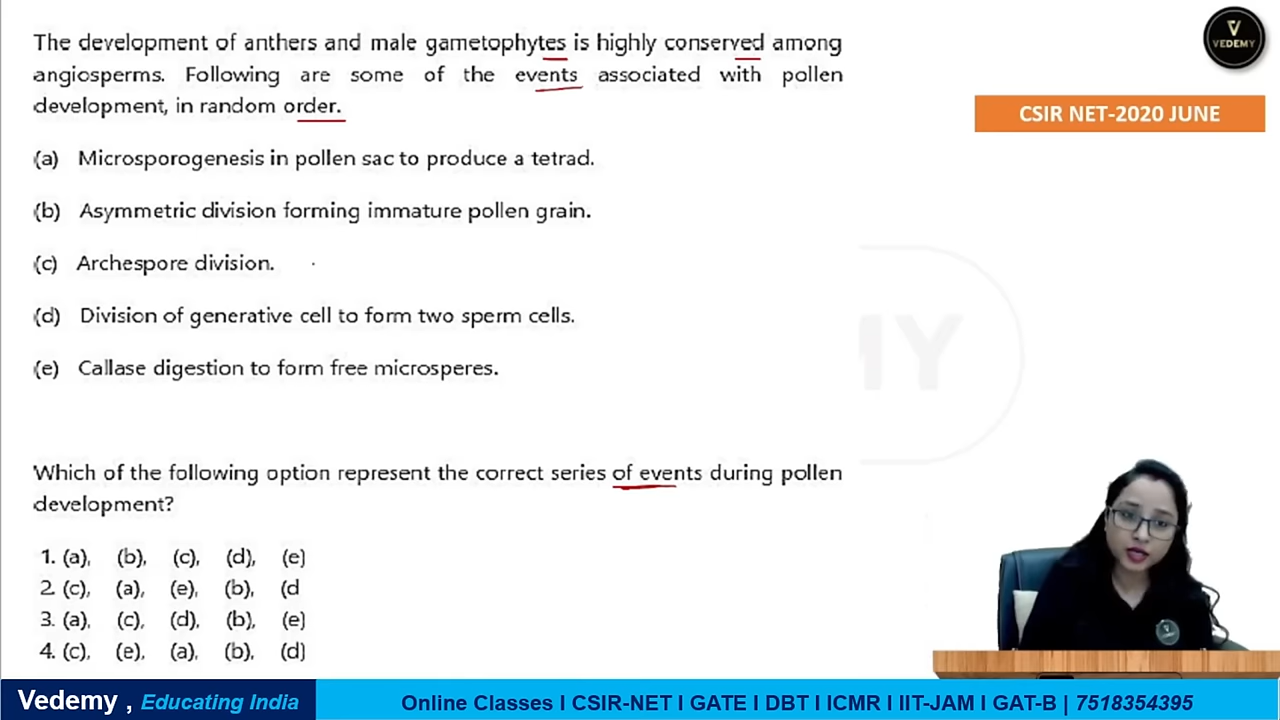 The development of anthers and male gametophytes is highly conserved among
angiosperms. Following are some of the events associated with pollen
development, in random order.
(a) Microsporogenesis in pollen sac to produce a tetrad.
(b) Asymmetric division forming immature pollen grain.
(c) Archespore division.
(d) Division of generative cell to form two sperm cells.
(e) Callase digestion to form free microsperes.
Which of the following option represent the correct series of events during pollen
development?
1. (a), (b), (c), (d), (e)
2. (c), (a), (e), (b), (d
3. (a), (c), (d), (b), (e)
4. (c), (e), (a), (b), (d)
VEDEMY
CSIR NET-2020 JUNE
MY
Vedemy , Educating India
Online Classes I CSIR-NET I GATE I DBT I ICMR I IIT-JAM I GAT-B | 7518354395